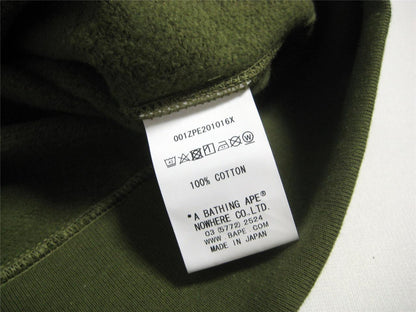 001ZPE201016X
100% COTTON
*A BATHING APE®
NOWHERE CO., LTD.
03 (5772) 2524
WWW. BAPE. COM
MADE IN JAPAN